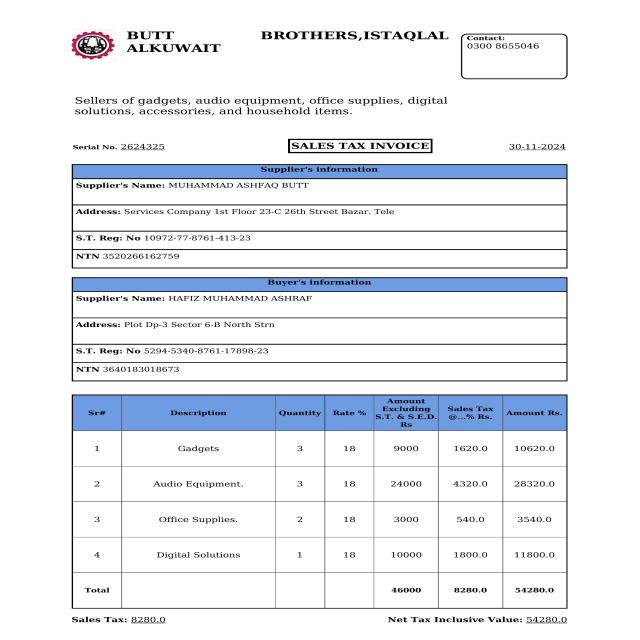 BUTT BROTHERS,ISTAQLAL
ALKUWAIT
Contact:
0300 8655046
Sellers of gadgets, audio equipment, office supplies, digital
solutions, accessories, and household items.
Serial No. 2624325 SALES TAX INVOICE 30-11-2024
Supplier's information
Supplier's Name: MUHAMMAD ASHFAQ BUTT
Address: Services Company 1st Floor 23-C 26th Street Bazar. Tele
S.T. Reg: No 10972-77-8761-413-23
NTN 3520266162759
Buyer's information
Supplier's Name: HAFIZ MUHAMMAD ASHRAF
Address: Plot Dp-3 Sector 6-B North Strn
S.T. Reg: No 5294-5340-8761-17898-23
NTN 3640183018673
Sr# Description Quantity Rate % Amount Excluding S.T. & S.E.D. Rs Sales Tax @...% Rs. Amount Rs.
1 Gadgets 3 18 9000 1620.0 10620.0
2 Audio Equipment. 3 18 24000 4320.0 28320.0
3 Office Supplies. 2 18 3000 540.0 3540.0
4 Digital Solutions 1 18 10000 1800.0 11800.0
Total 46000 8280.0 54280.0
Sales Tax: 8280.0 Net Tax Inclusive Value: 54280.0